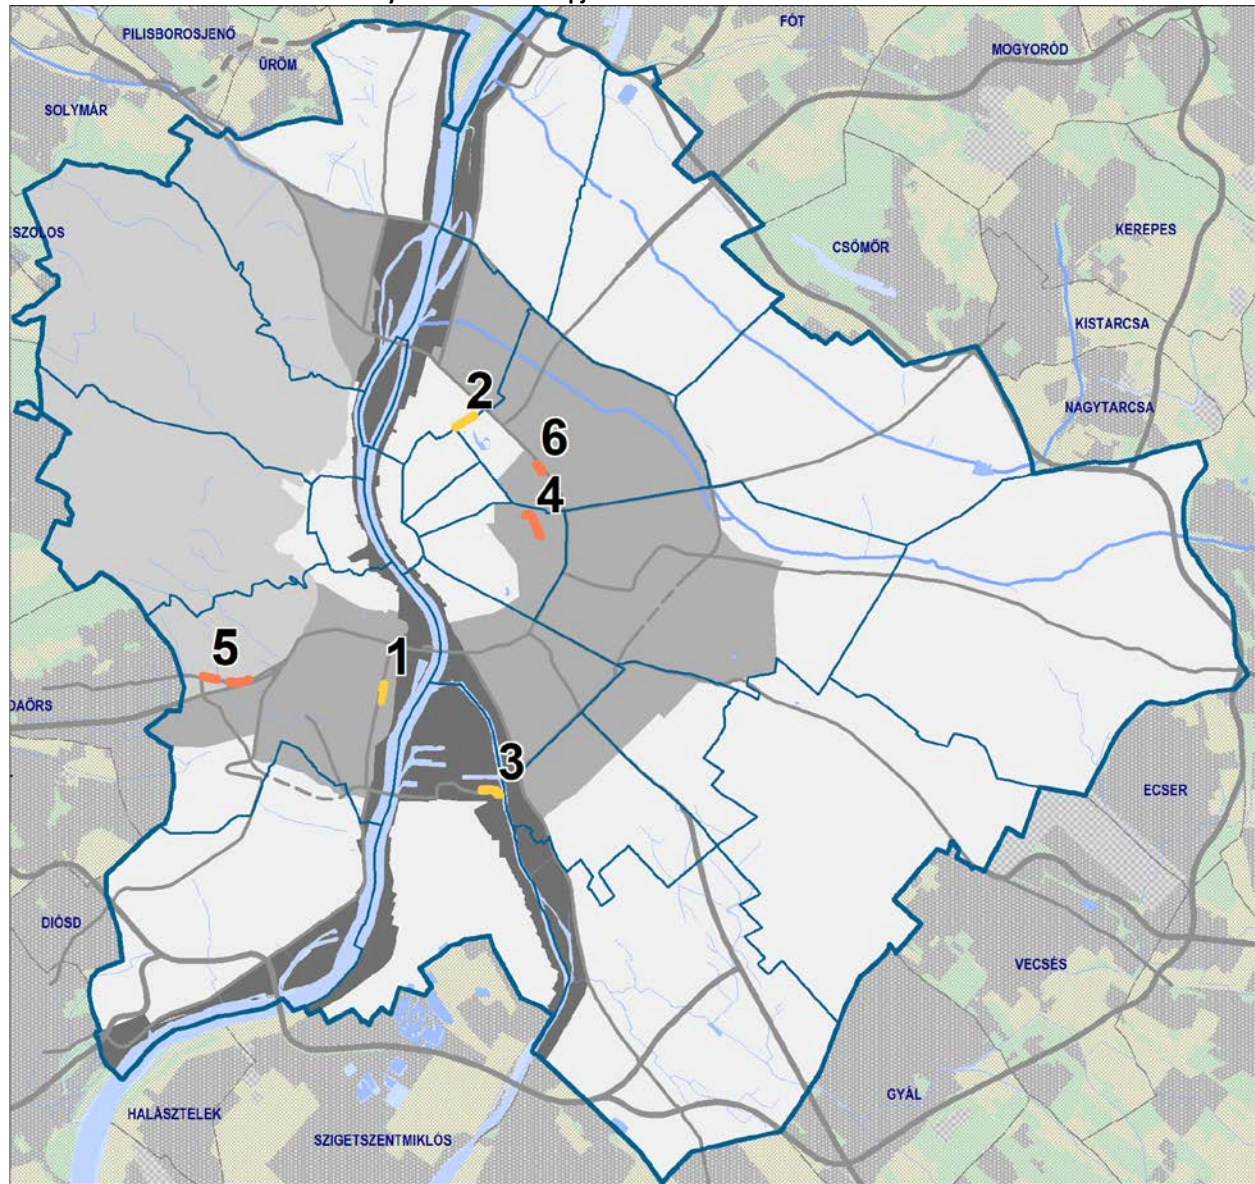 PILISBOROSJENŐ
FÓT
MOGYORÓD
ÜRÖM
SOLYMÁR
KEREPES
CSÖMÖR
KISTARCSA
NAGYTARCSA
2
6
4
5
1
3
ECSER
DIÓSD
VECSÉS
GYÁL
HALÁSZTELEK
SZIGETSZENTMIKLÓS